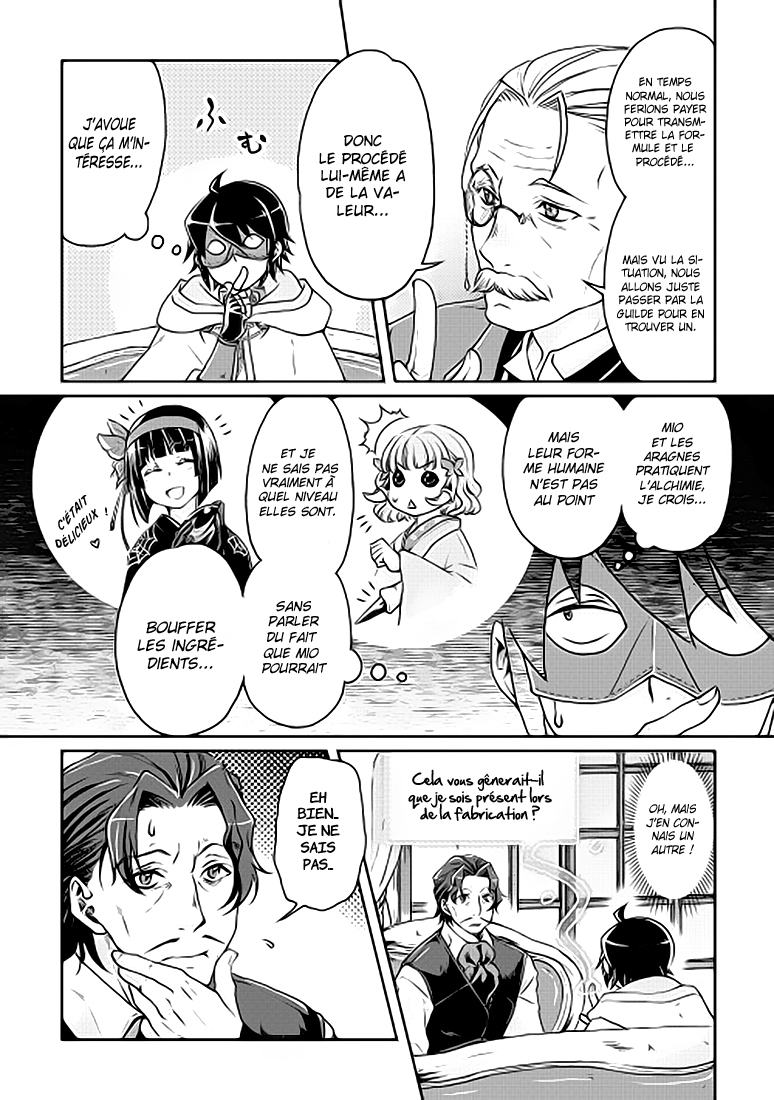 EN TEMPS
NORMAL, NOUS
FERIONS PAYER
POUR TRANSM-
ETTRE LA FOR-
MULE ET LE
PROCÉDÉ...
MAIS VU LA SI-
TUATION, NOUS
ALLONS JUSTE
PASSER PAR LA
GUILDE POUR EN
TROUVER UN.
DONC
LE PROCÉDÉ
LUI-MÊME A
DE LA VA-
LEUR...
ふむ
J'AVOUE
QUE ÇA M'IN-
TÉRESSE...
MIO
ET LES
ARAGNES
PRATIQUENT
L'ALCHIMIE,
JE CROIS...
MAIS
LEUR FOR-
ME HUMAINE
N'EST PAS
AU POINT
ET JE
NE SAIS PAS
VRAIMENT À
QUEL NIVEAU
ELLES SONT.
SANS
PARLER
DU FAIT
QUE MIO
POURRAIT
BOUFFER
LES INGRÉ-
DIENTS...
C'ÉTAIT
DÉLICIEUX !
♡
OH, MAIS
J'EN CON-
NAIS UN
AUTRE !
Cela vous gênerait-il
que je sois présent lors
de la fabrication ?
EH
BIEN...
JE NE
SAIS
PAS...